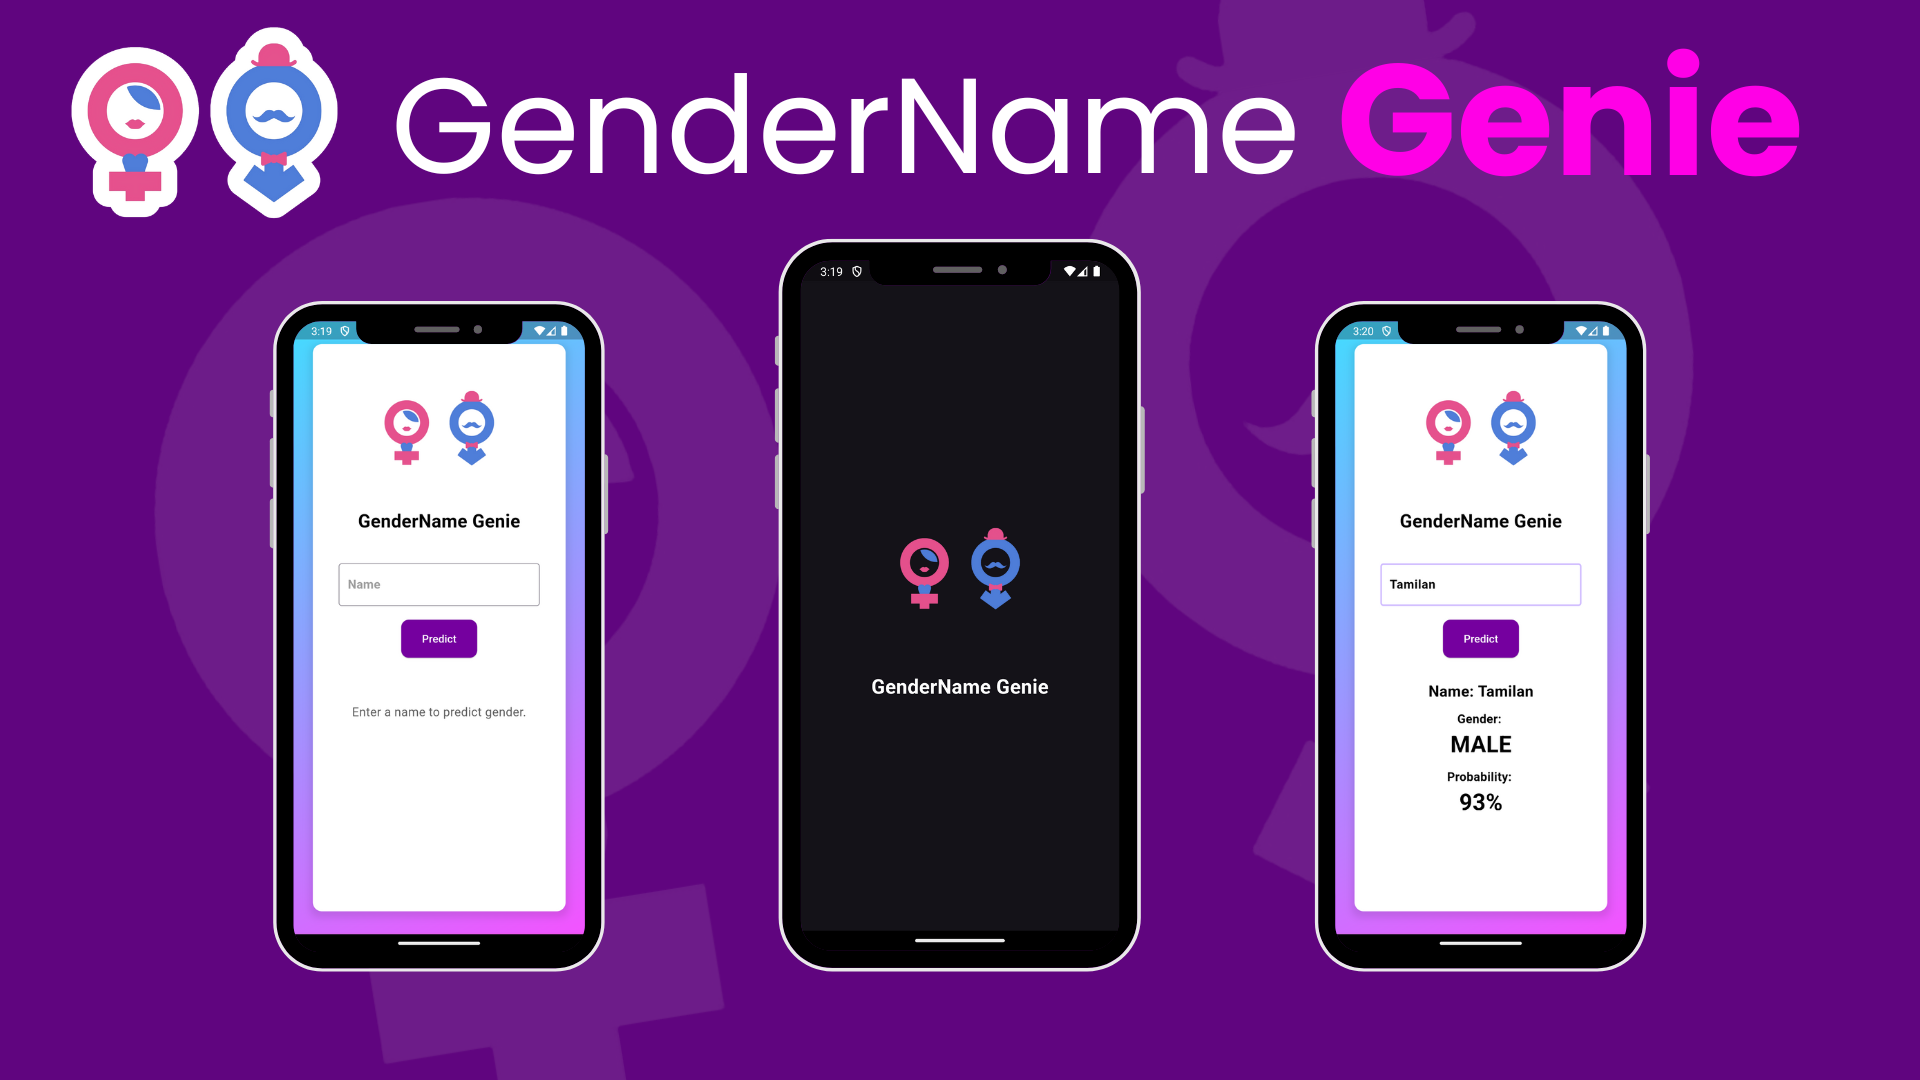 GenderName Genie
3:19
GenderName Genie
Name
Predict
Enter a name to predict gender.
3:19
GenderName Genie
3:20
GenderName Genie
Tamilan
Predict
Name: Tamilan
Gender:
MALE
Probability:
93%